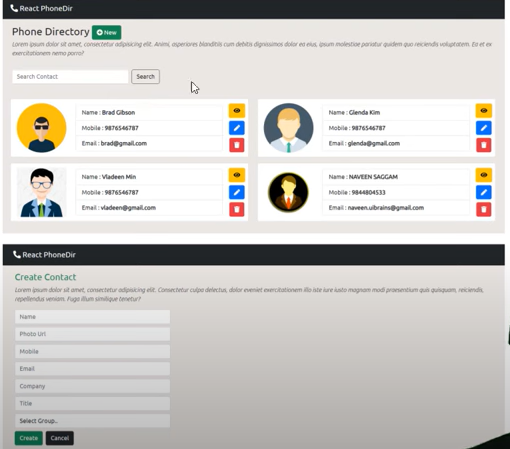 React PhoneDir
Phone Directory New
Lorem ipsum dolor sit amet, consectetur adipisicing elit. Animi, asperiores blanditiis cum debitis dignissimos dolor ea eius, ipsum molestiae pariatur quidem quo reiciendis voluptatem. Ea et ex
exercitationem nemo porro?
Search Contact Search
Name : Brad Gibson
Mobile : 9876546787
Email : brad@gmail.com
Name : Glenda Kim
Mobile : 9876546787
Email : glenda@gmail.com
Name : Vladeen Min
Mobile : 9876546787
Email : vladeen@gmail.com
Name : NAVEEN SAGGAM
Mobile : 9844804533
Email : naveen.uibrains@gmail.com
React PhoneDir
Create Contact
Lorem ipsum dolor sit amet, consectetur adipisicing elit. Consectetur culpa delectus, dolor eveniet exercitationem illo iste iure iusto magnam modi praesentium quis quisquam, reiciendis,
repellendus veniam. Fuga illum similique tenetur?
Name
Photo Url
Mobile
Email
Company
Title
Select Group..
Create Cancel